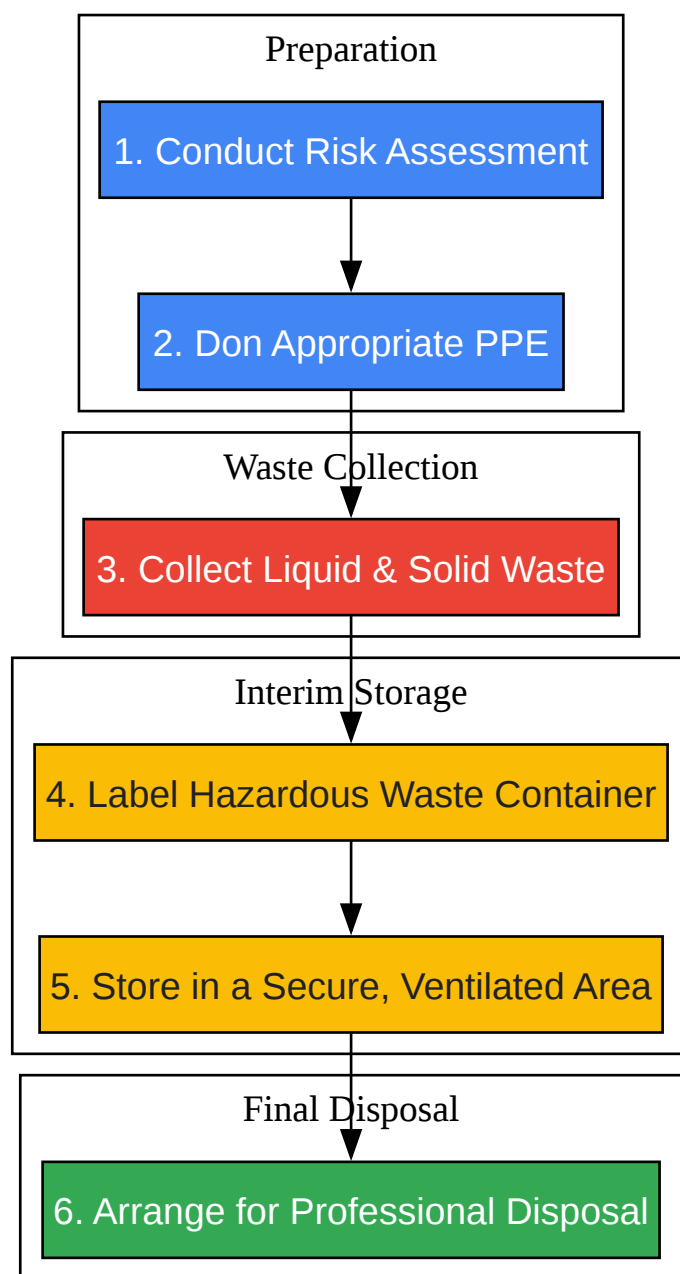 Preparation
1. Conduct Risk Assessment
2. Don Appropriate PPE
Waste Collection
3. Collect Liquid & Solid Waste
Interim Storage
4. Label Hazardous Waste Container
5. Store in a Secure, Ventilated Area
Final Disposal
6. Arrange for Professional Disposal